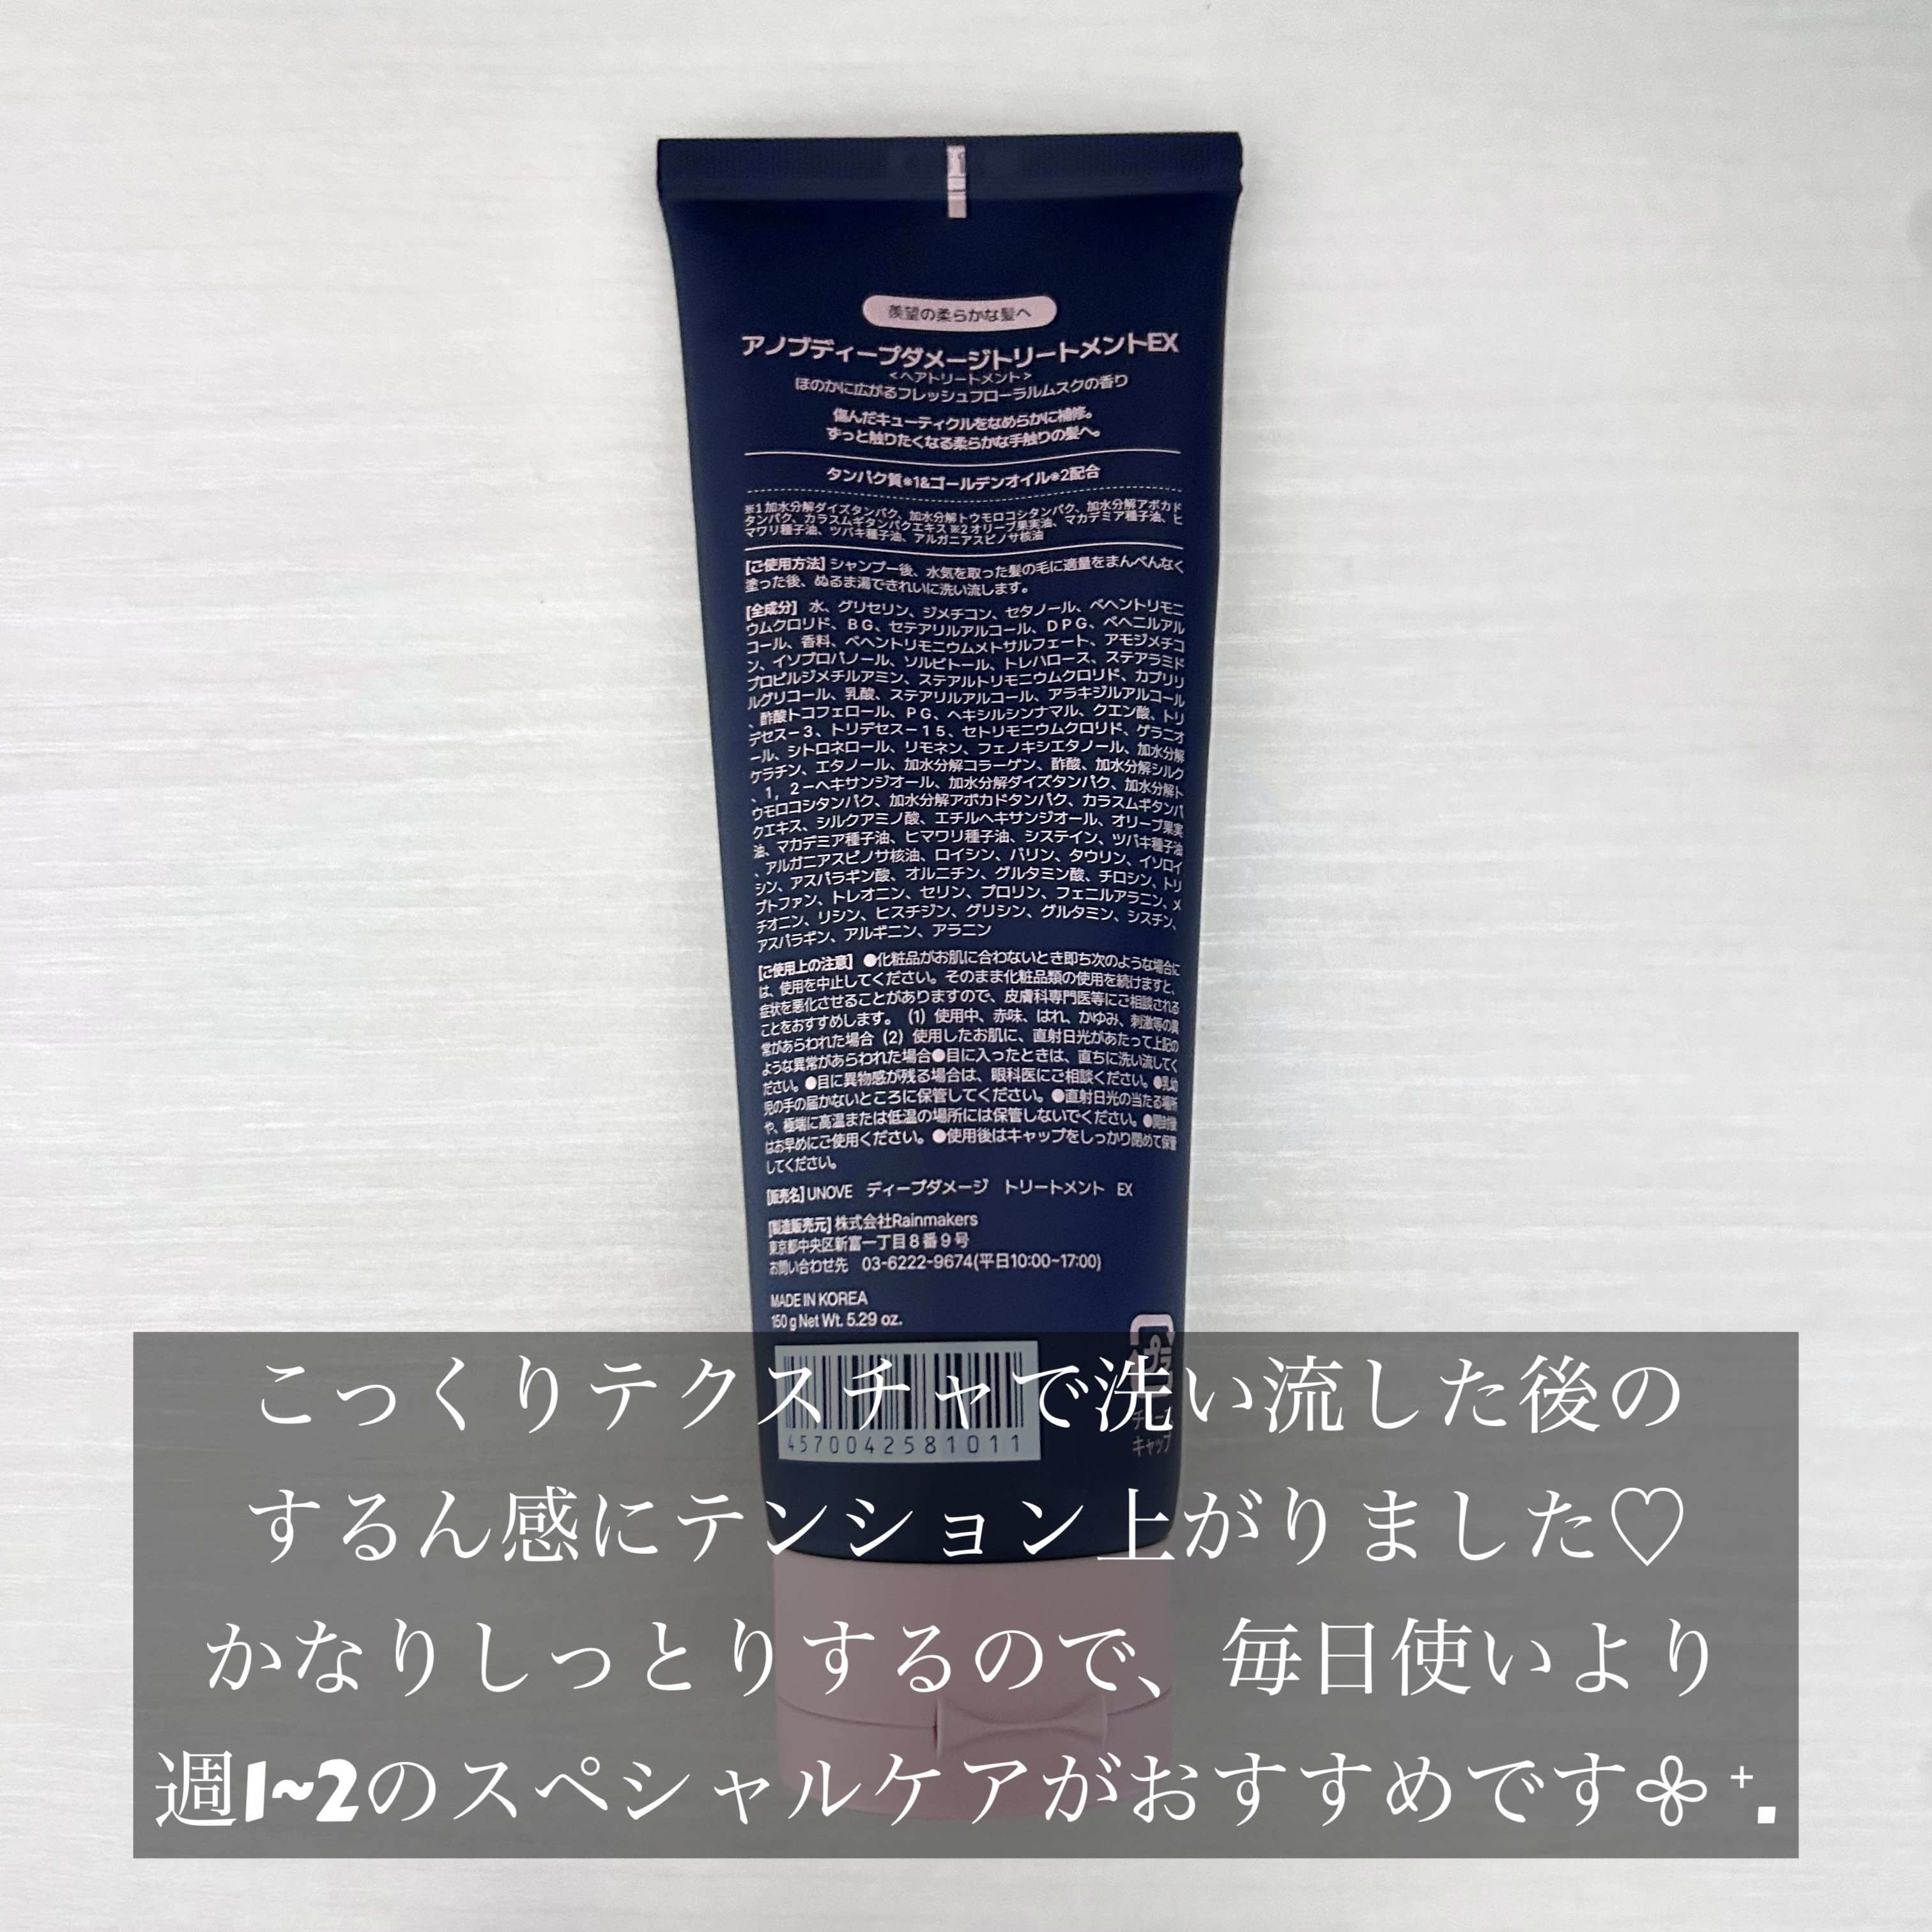 羨望の柔らかな髪へ
アノブディープダメージトリートメントEX
<ヘアトリートメント>
ほのかに広がるフレッシュフローラルムスクの香り
傷んだキューティクルをなめらかに補修。
ずっと触りたくなる柔らかな手触りの髪へ。
タンパク質※1&ゴールデンオイル※2配合
※1 加水分解ダイズタンパク、加水分解トウモロコシタンパク、加水分解アボカド
タンパク、カラスムギタンパクエキス ※2 オリーブ果実油、マカデミア種子油、ヒ
マワリ種子油、ツバキ種子油、アルガニアスピノサ核油
[ご使用方法] シャンプー後、水気を取った髪の毛に適量をまんべんなく
塗った後、ぬるま湯できれいに洗い流します。
[全成分] 水、グリセリン、ジメチコン、セタノール、ベヘントリモニ
ウムクロリド、BG、セテアリルアルコール、DPG、ベヘニルアル
コール、香料、ベヘントリモニウムメトサルフェート、アモジメチコ
ン、イソプロパノール、ソルビトール、トレハロース、ステアラミド
プロピルジメチルアミン、ステアルトリモニウムクロリド、カプリリ
ルグリコール、乳酸、ステアリルアルコール、アラキジルアルコール
、酢酸トコフェロール、PG、ヘキシルシンナマル、クエン酸、トリ
デセス-3、トリデセス-15、セトリモニウムクロリド、ゲラニオ
ール、シトロネロール、リモネン、フェノキシエタノール、加水分解
ケラチン、エタノール、加水分解コラーゲン、酢酸、加水分解シルク
、1,2-ヘキサンジオール、加水分解ダイズタンパク、加水分解ト
ウモロコシタンパク、加水分解アボカドタンパク、カラスムギタンパ
クエキス、シルクアミノ酸、エチルヘキサンジオール、オリーブ果実
油、マカデミア種子油、ヒマワリ種子油、システイン、ツバキ種子油
、アルガニアスピノサ核油、ロイシン、バリン、タウリン、イソロイ
シン、アスパラギン酸、オルニチン、グルタミン酸、チロシン、トリ
プトファン、トレオニン、セリン、プロリン、フェニルアラニン、メ
チオニン、リシン、ヒスチジン、グリシン、グルタミン、シスチン、
アスパラギン、アルギニン、アラニン
[ご使用上の注意] ●化粧品がお肌に合わないとき即ち次のような場合に
は、使用を中止してください。そのまま化粧品類の使用を続けますと、
症状を悪化させることがありますので、皮膚科専門医等にご相談される
ことをおすすめします。(1) 使用中、赤味、はれ、かゆみ、刺激等の異
常があらわれた場合 (2) 使用したお肌に、直射日光があたって上記の
ような異常があらわれた場合●目に入ったときは、直ちに洗い流してく
ださい。●目に異物感が残る場合は、眼科医にご相談ください。●乳幼
児の手の届かないところに保管してください。●直射日光の当たる場所
や、極端に高温または低温の場所には保管しないでください。●開封後
はお早めにご使用ください。●使用後はキャップをしっかり閉めて保管
してください。
[販売名] UNOVE ディープダメージ トリートメント EX
[製造販売元] 株式会社Rainmakers
東京都中央区新富一丁目8番9号
お問い合わせ先 03-6222-9674(平日10:00~17:00)
MADE IN KOREA
150 g Net Wt. 5.29 oz.
プラ
チューブ
キャップ
4570042581011
こっくりテクスチャで洗い流した後の
するん感にテンション上がりました♡
かなりしっとりするので、毎日使いより
週1~2のスペシャルケアがおすすめです✿ ⁺.